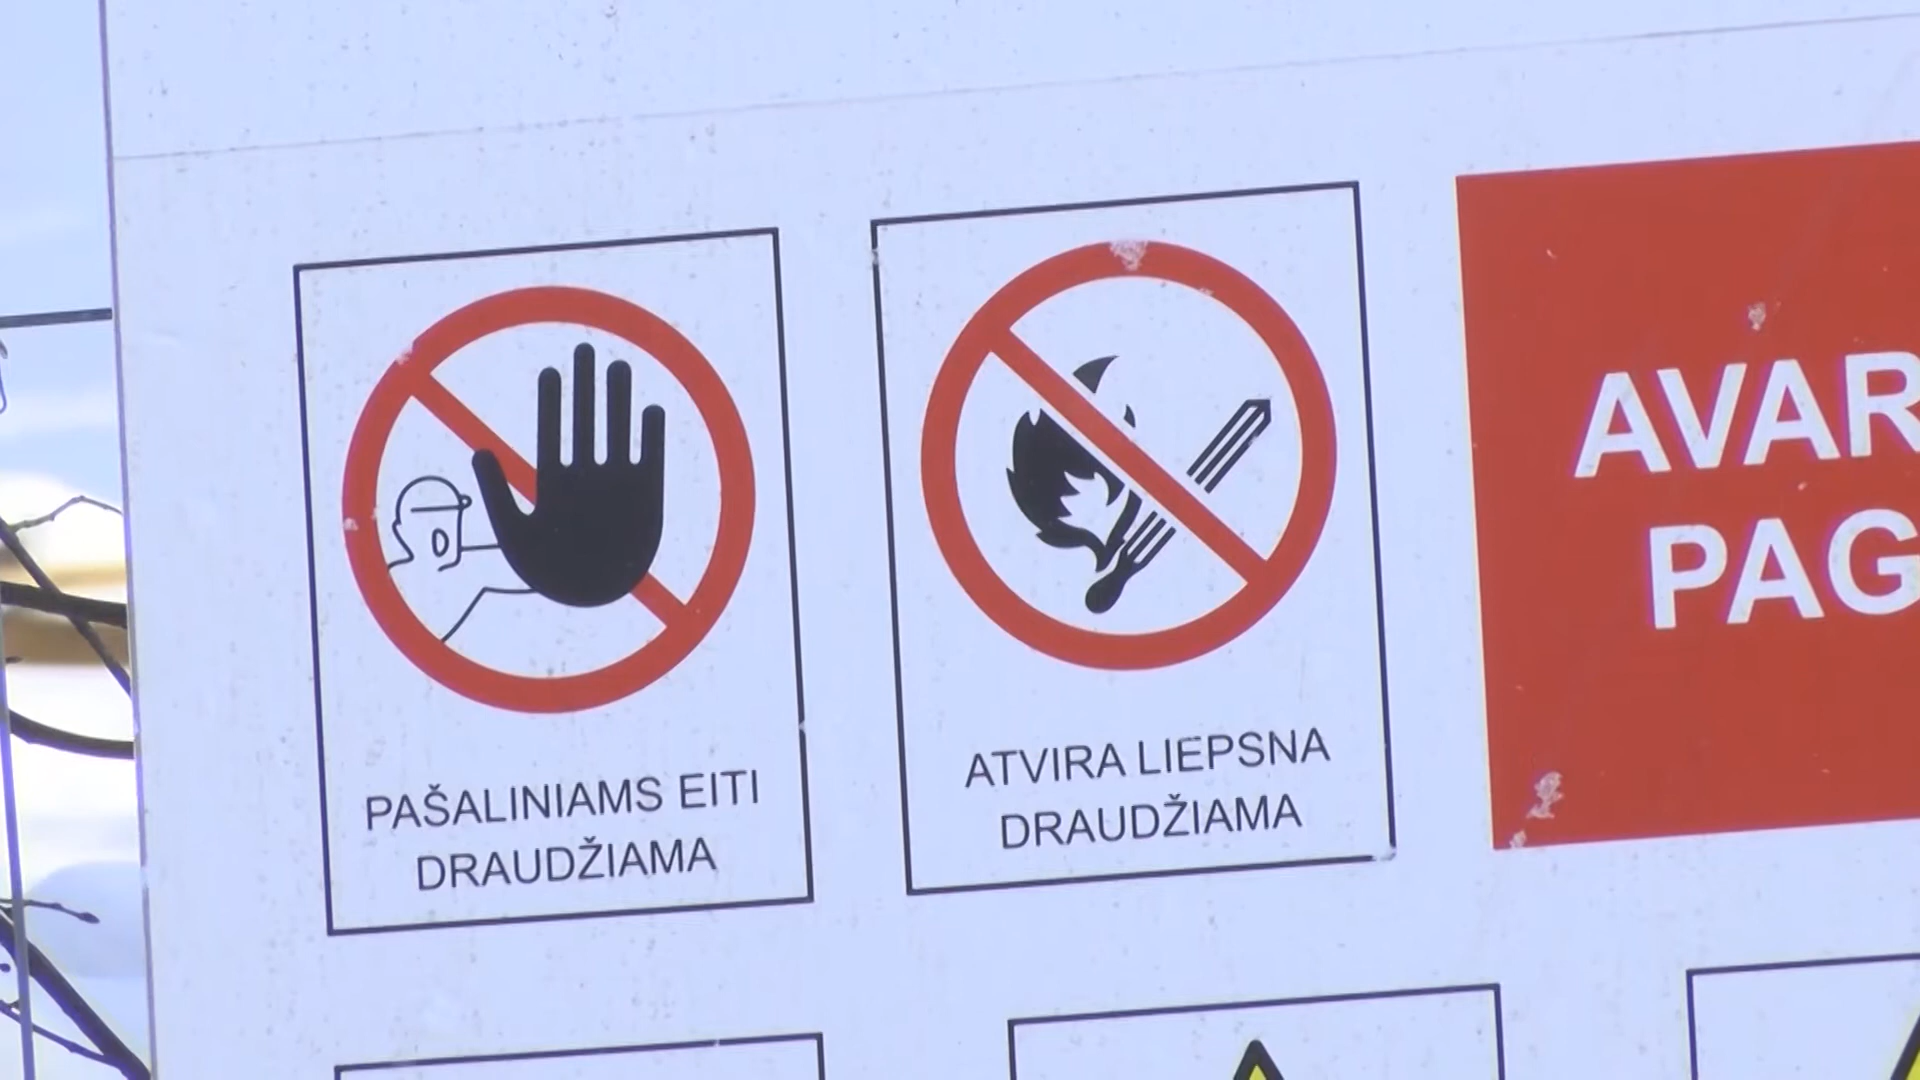 PAŠALINIAMS EITI
DRAUDŽIAMA
ATVIRA LIEPSNA
DRAUDŽIAMA
AVAR
PAG